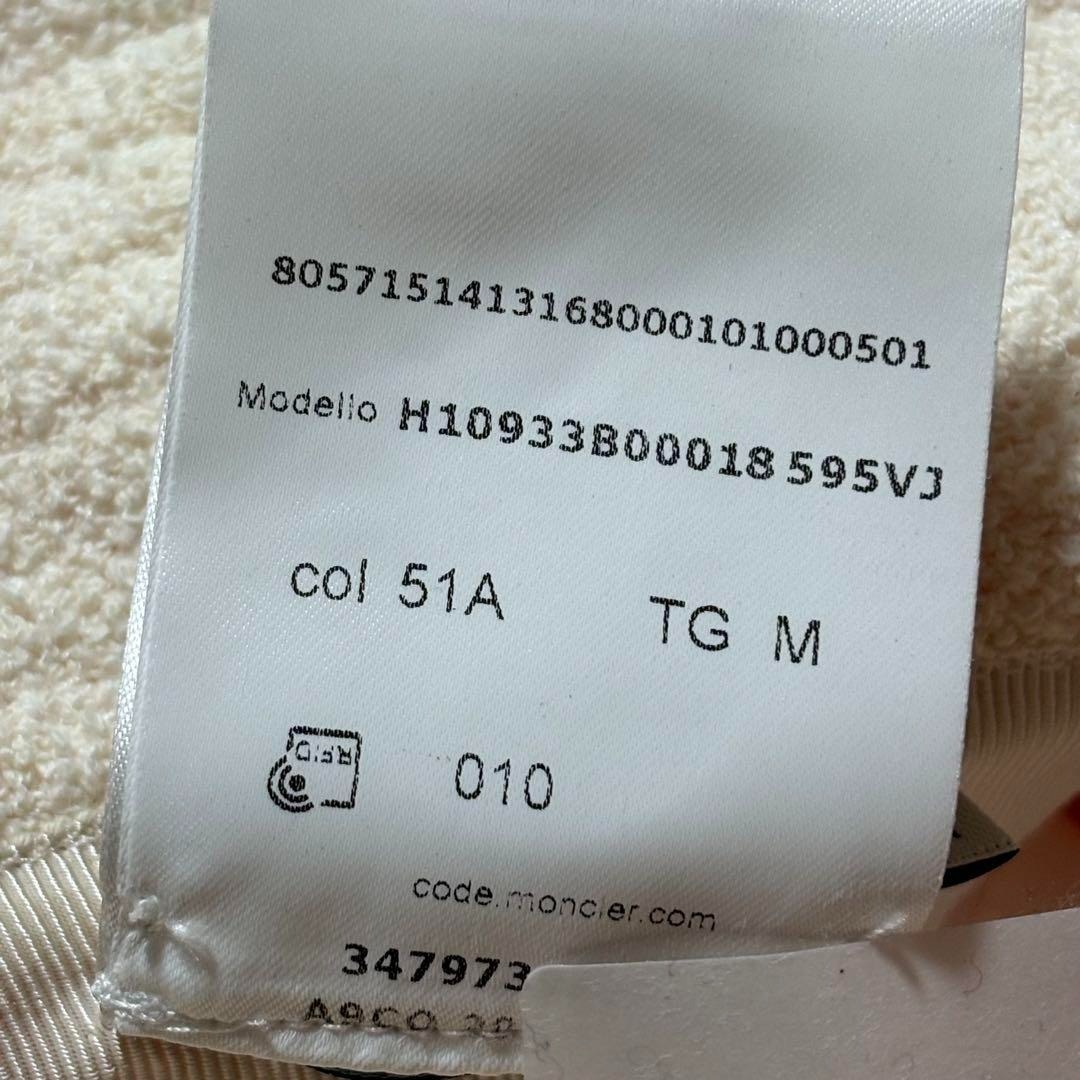 8057151413168000101000501
Modello H10933B00018 595VJ
col 51A TG M
RFID 010
code.moncler.com
347973